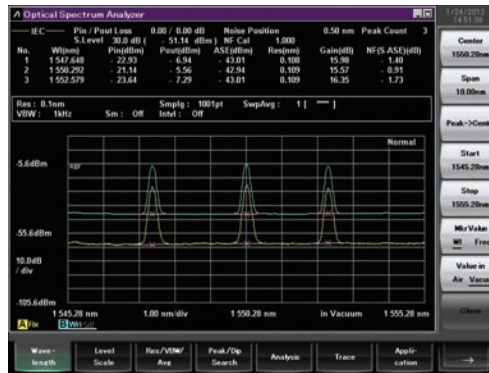 Optical Spectrum Analyzer
1/24/2012
14:51:26
IEC Pin / Pout Loss 0.00 / 0.00 dB Noise Position 0.50 nm Peak Count 3
S.Level 30.0 dB ( - 51.14 dBm ) NF Cal 1.000
No. Wl(nm) Pin(dBm) Pout(dBm) ASE(dBm) Res(nm) Gain(dB) NF(S-ASE)(dB)
1 1 547.648 - 22.93 - 6.94 - 43.01 0.108 15.98 - 1.40
2 1 550.292 - 21.14 - 5.56 - 42.94 0.109 15.57 - 0.91
3 1 552.579 - 23.64 - 7.29 - 43.01 0.109 16.35 - 1.73
Res : 0.1nm Smplg : 1001pt SwpAvg : 1 [ ]
VBW : 1kHz Sm : Off Intvl : Off
Normal
-5.6dBm
-55.6dBm
10.0dB
/ div
-105.6dBm
1 545.28 nm 1.00 nm/div 1 550.28 nm in Vacuum 1 555.28 nm
A Fix B Wri
Center
1550.28nm
Span
10.00nm
Peak->Cent
Start
1545.28nm
Stop
1555.28nm
Mkr Value
Wl Fre
Value in
Air Vacuu
Close
Wave-
length
Level
Scale
Res/VBW/
Avg
Peak/Dip
Search
Analysis
Trace
Appli-
cation